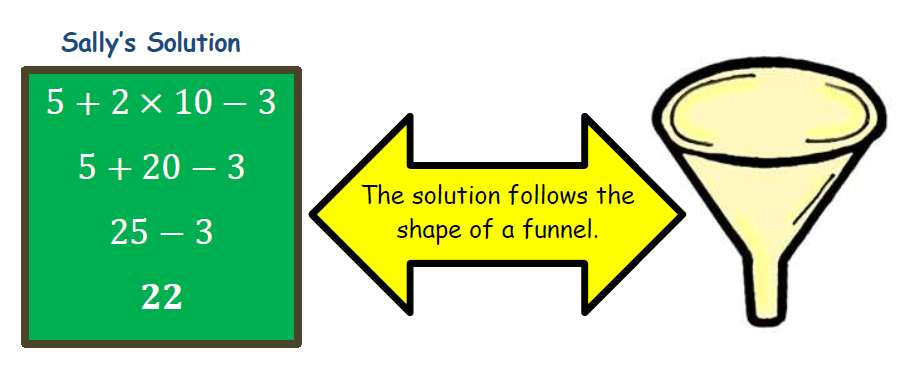 Sally's Solution
5 + 2 × 10 − 3
5 + 20 − 3
25 − 3
22
The solution follows the
shape of a funnel.